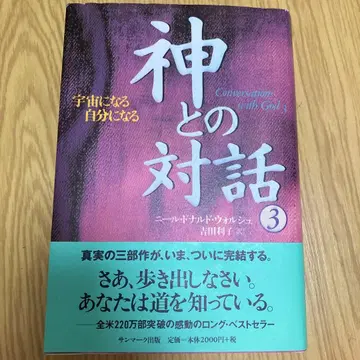 神
との
対話
③
Conversations
with God 3
宇宙になる
自分になる
ニール・ドナルド・ウォルシュ
吉田利子 訳
真実の三部作が、いま、ついに完結する。
さあ、歩き出しなさい。
あなたは道を知っている。
――全米220万部突破の感動のロング・ベストセラー
サンマーク出版 定価=本体2000円+税